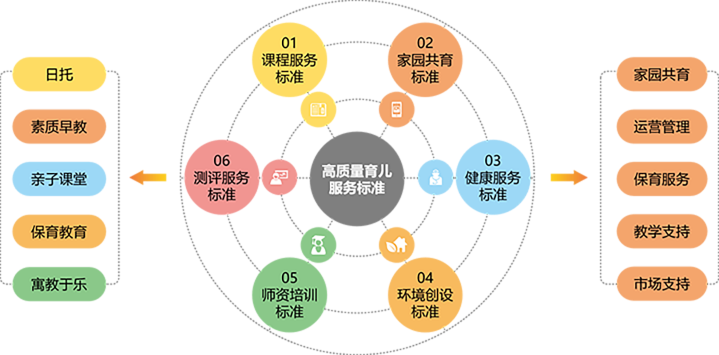 日托
素质早教
亲子课堂
保育教育
寓教于乐
01
课程服务
标准
02
家园共育
标准
06
测评服务
标准
高质量育儿
服务标准
03
健康服务
标准
05
师资培训
标准
04
环境创设
标准
家园共育
运营管理
保育服务
教学支持
市场支持